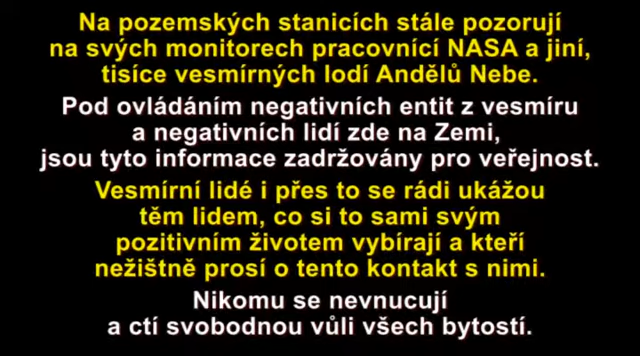 Na pozemských stanicích stále pozorují
na svých monitorech pracovnící NASA a jiní,
tisíce vesmírných lodí Andělů Nebe.
Pod ovládáním negativních entit z vesmíru
a negativních lidí zde na Zemi,
jsou tyto informace zadržovány pro veřejnost.
Vesmírní lidé i přes to se rádi ukážou
těm lidem, co si to sami svým
pozitivním životem vybírají a kteří
nežištně prosí o tento kontakt s nimi.
Nikomu se nevnucují
a ctí svobodnou vůli všech bytostí.